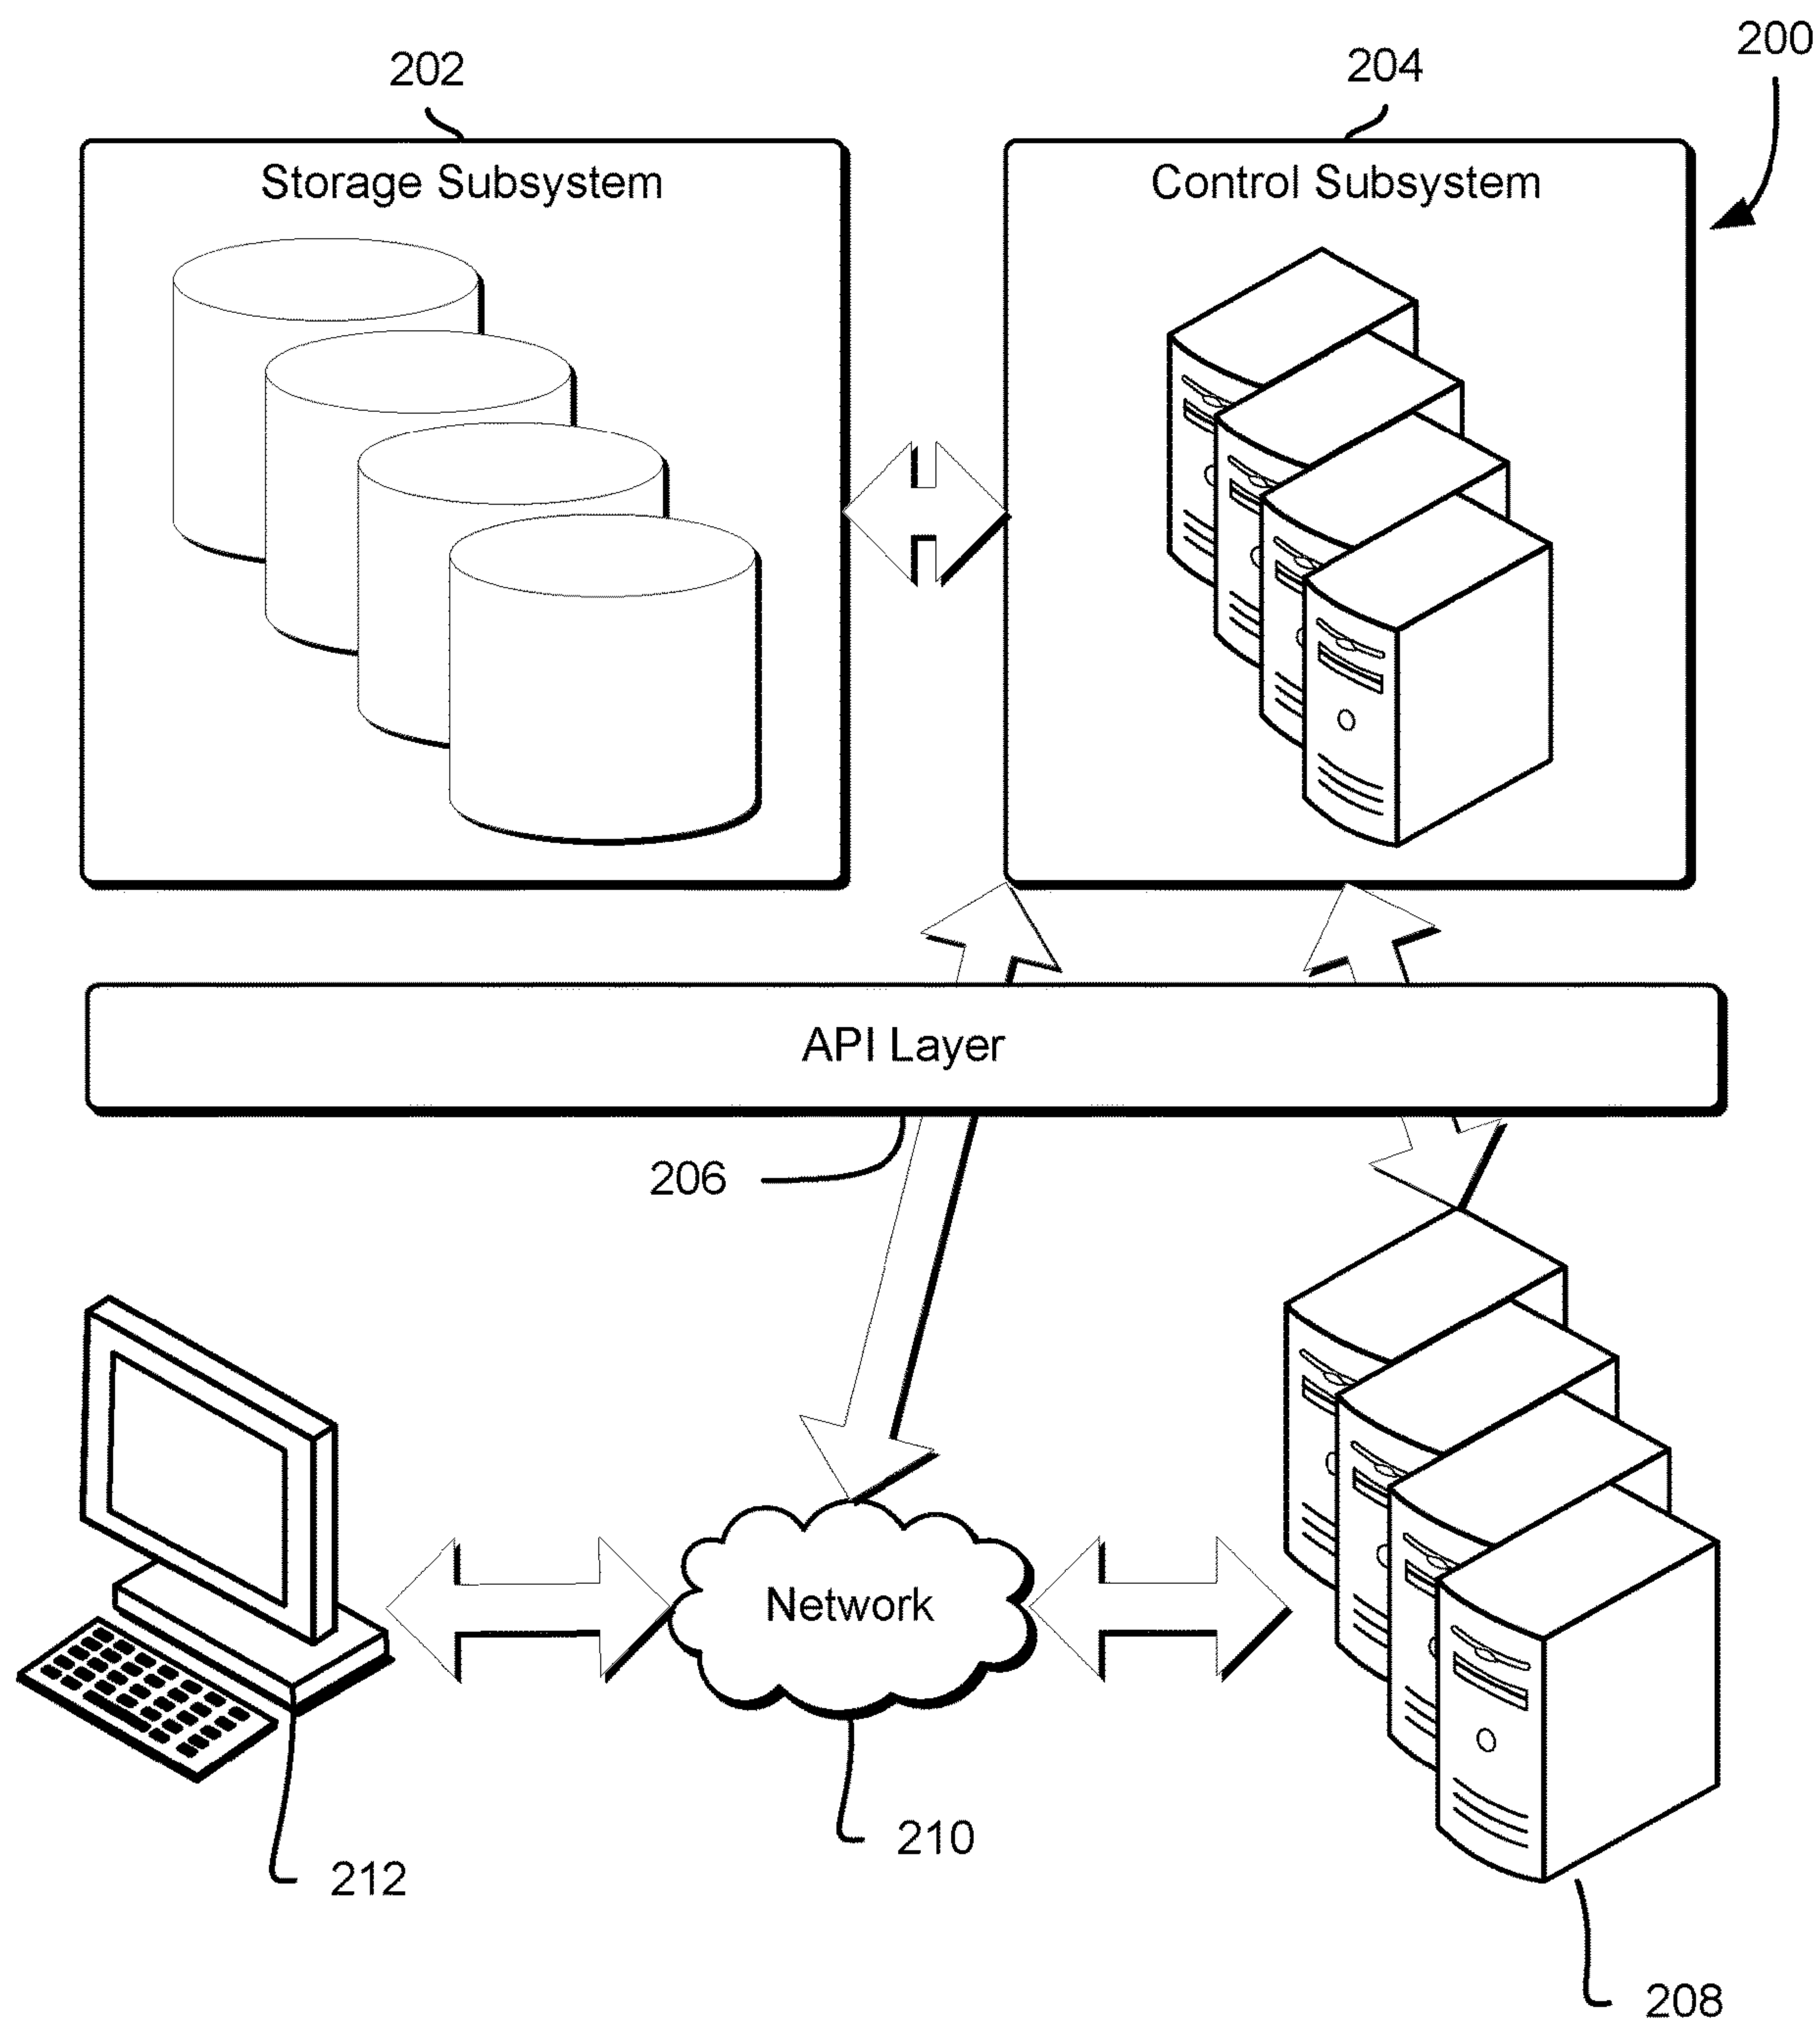 200
202
204
Storage Subsystem
Control Subsystem
API Layer
206
Network
210
212
208